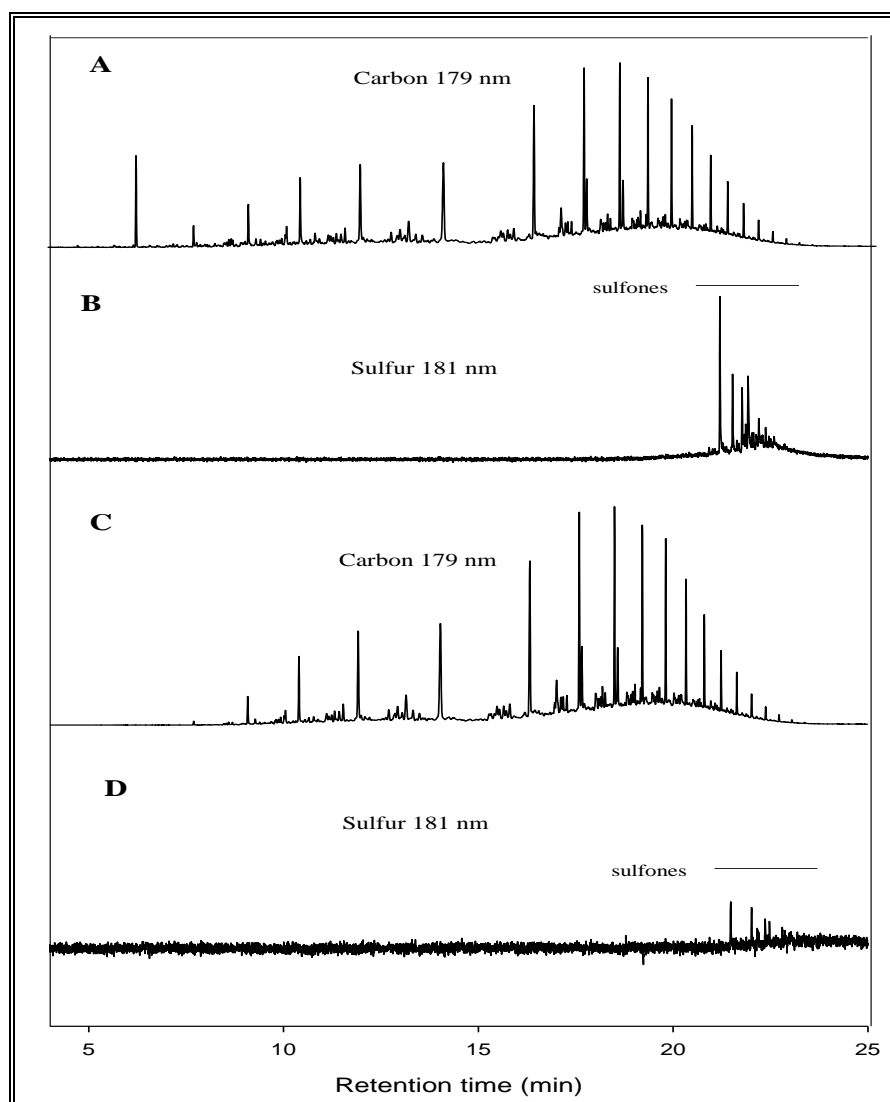 A
Carbon 179 nm
sulfones
B
Sulfur 181 nm
C
Carbon 179 nm
D
Sulfur 181 nm
sulfones
5 10 15 20 25
Retention time (min)